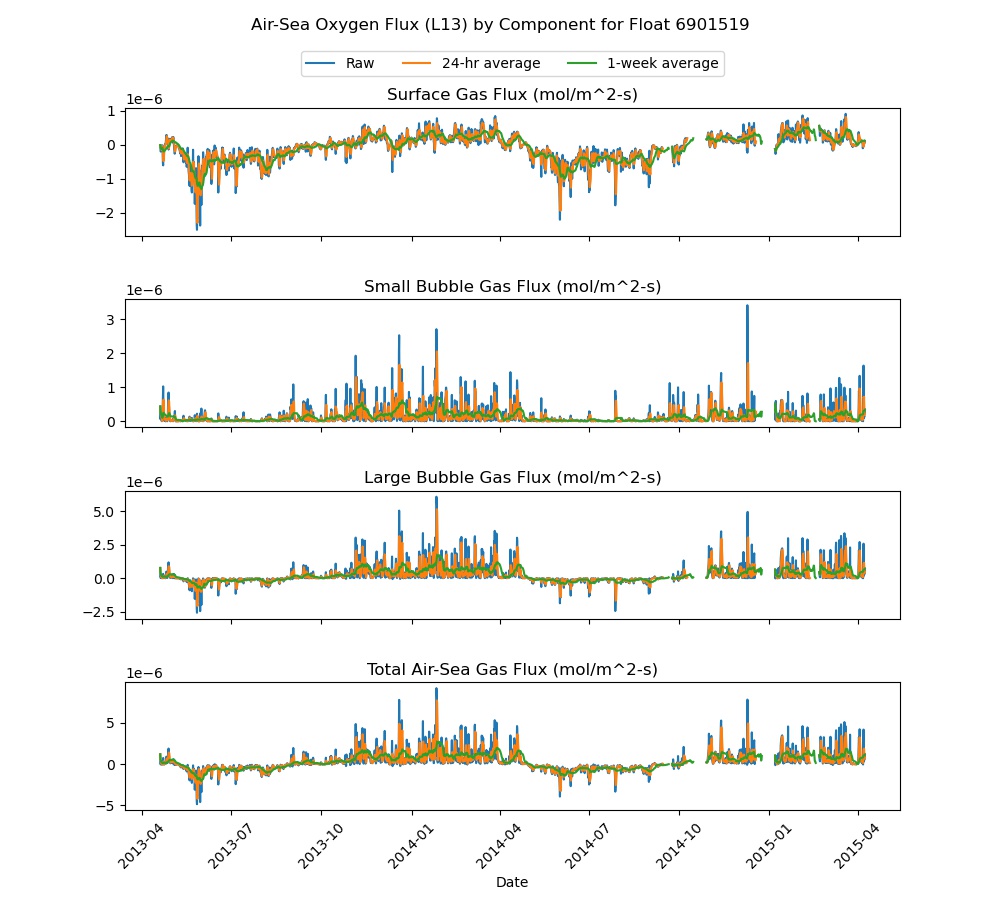 Air-Sea Oxygen Flux (L13) by Component for Float 6901519
Raw 24-hr average 1-week average
1e−6
Surface Gas Flux (mol/m^2-s)
1
0
−1
−2
1e−6
Small Bubble Gas Flux (mol/m^2-s)
3
2
1
0
1e−6
Large Bubble Gas Flux (mol/m^2-s)
5.0
2.5
0.0
−2.5
1e−6
Total Air-Sea Gas Flux (mol/m^2-s)
5
0
−5
2013-04 2013-07 2013-10 2014-01 2014-04 2014-07 2014-10 2015-01 2015-04
Date